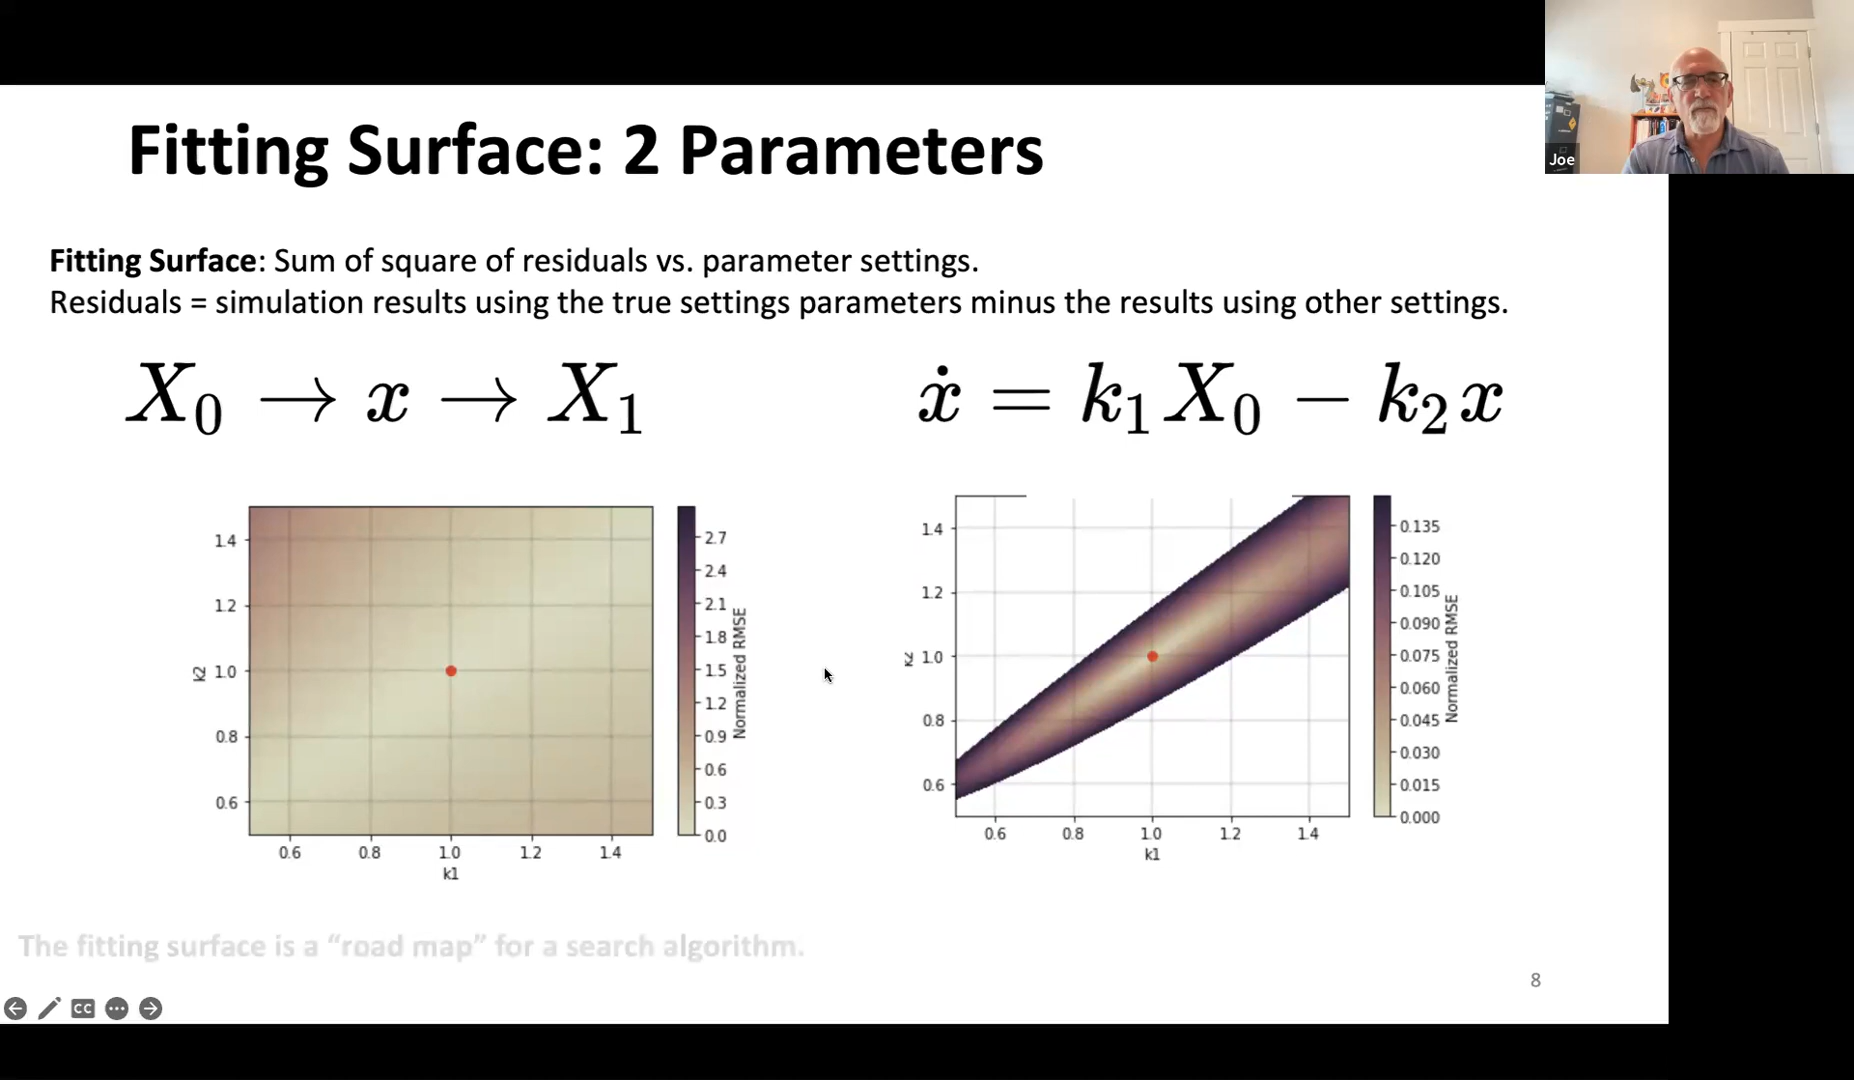 Joe
Fitting Surface: 2 Parameters
Fitting Surface: Sum of square of residuals vs. parameter settings.
Residuals = simulation results using the true settings parameters minus the results using other settings.
X₀ → x → X₁
ẋ = k₁X₀ − k₂x
1.4
1.2
1.0
0.8
0.6
k2
0.6 0.8 1.0 1.2 1.4
k1
2.7
2.4
2.1
1.8
1.5
1.2
0.9
0.6
0.3
0.0
Normalized RMSE
1.4
1.2
1.0
0.8
0.6
k2
0.6 0.8 1.0 1.2 1.4
k1
0.135
0.120
0.105
0.090
0.075
0.060
0.045
0.030
0.015
0.000
Normalized RMSE
The fitting surface is a “road map” for a search algorithm.
8
CC